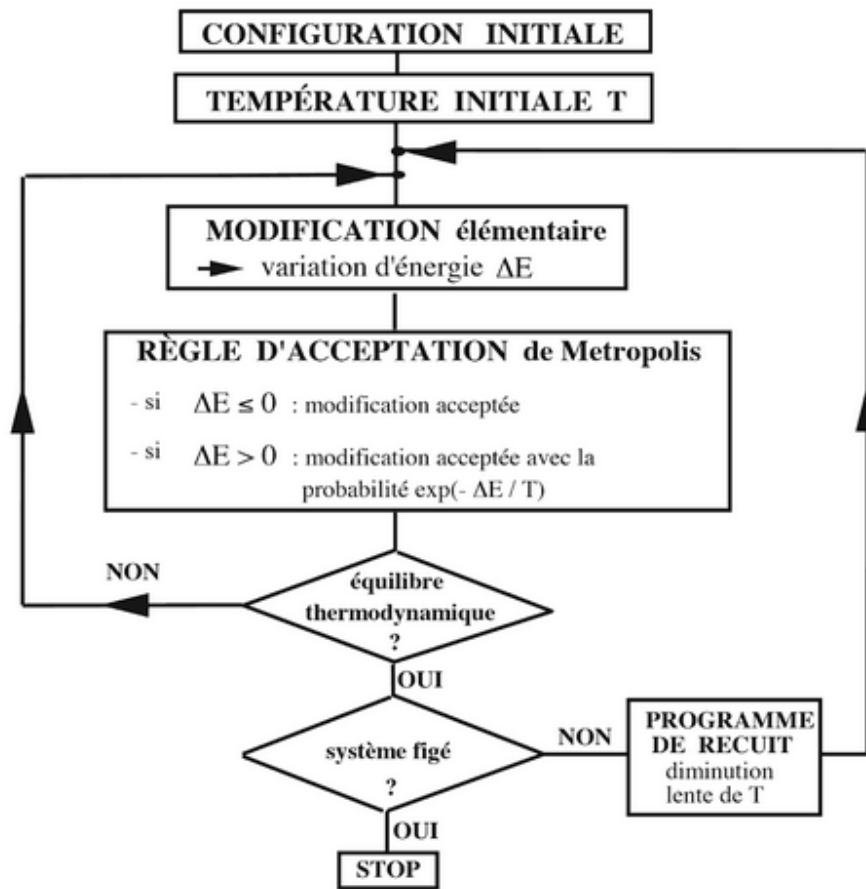 CONFIGURATION INITIALE
TEMPÉRATURE INITIALE T
MODIFICATION élémentaire
variation d'énergie ΔE
RÈGLE D'ACCEPTATION de Metropolis
- si ΔE ≤ 0 : modification acceptée
- si ΔE > 0 : modification acceptée avec la
probabilité exp(- ΔE / T)
NON
équilibre
thermodynamique
?
OUI
système figé
?
NON
PROGRAMME
DE RECUIT
diminution
lente de T
OUI
STOP